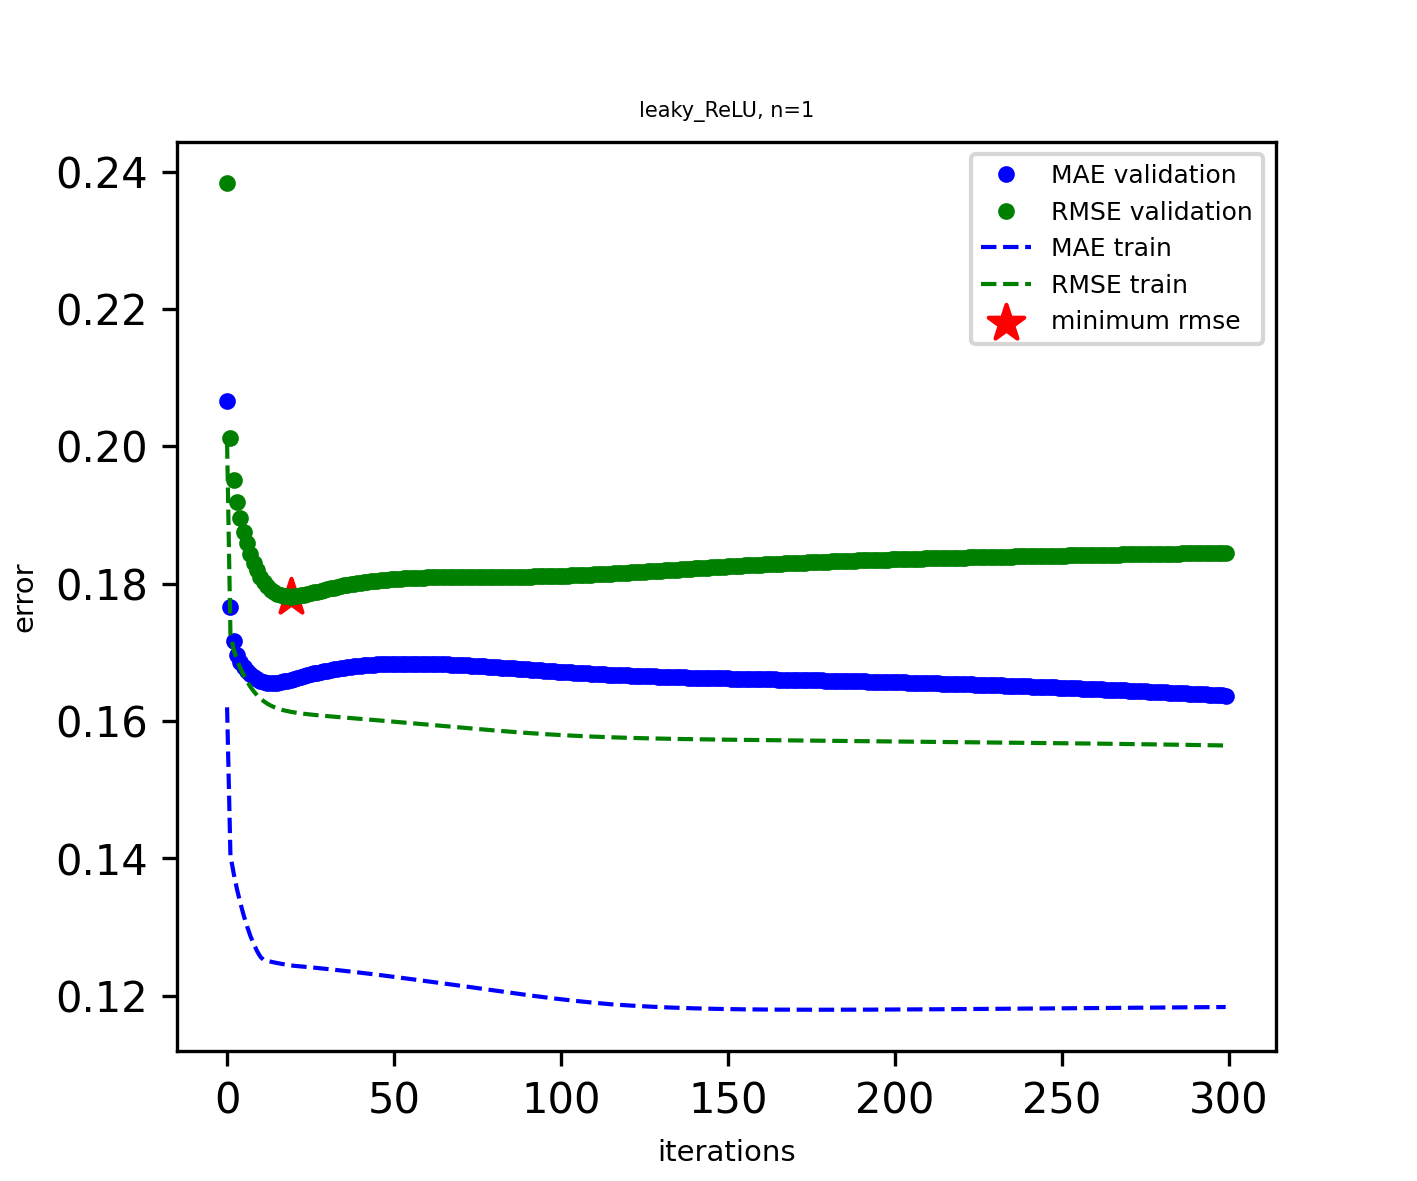 leaky_ReLU, n=1
0.24
0.22
0.20
0.18
0.16
0.14
0.12
error
MAE validation
RMSE validation
MAE train
RMSE train
minimum rmse
0 50 100 150 200 250 300
iterations